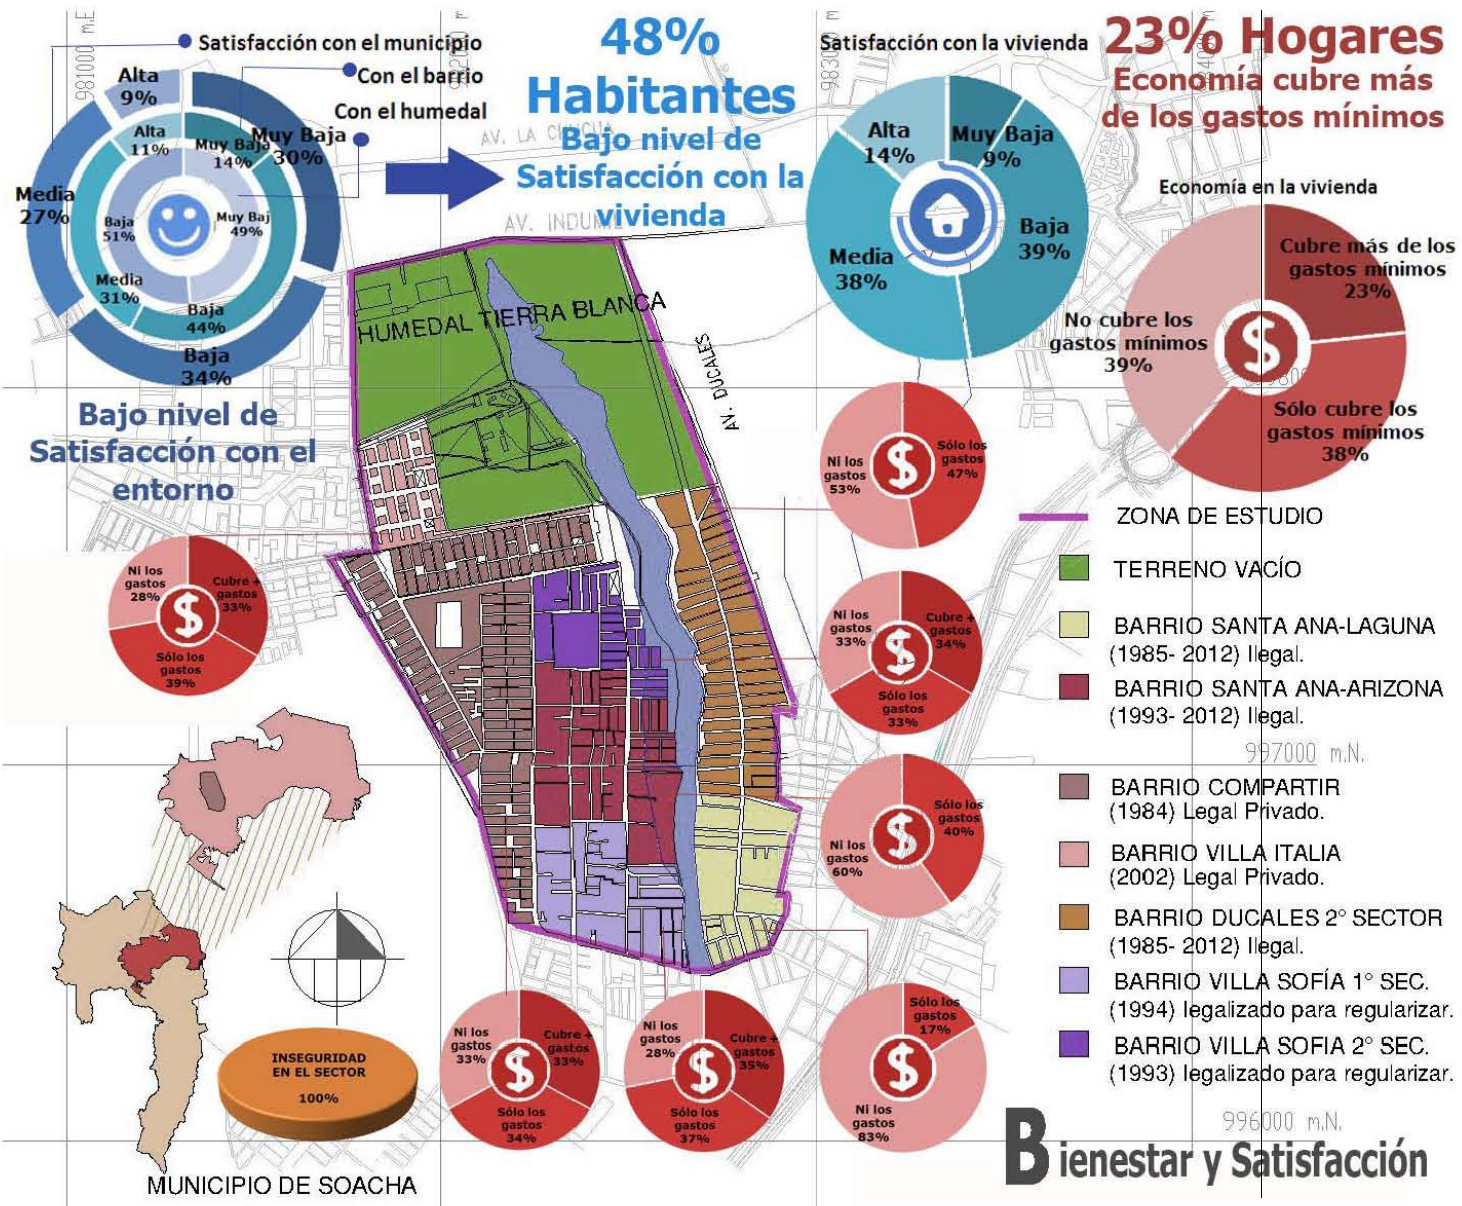 981000 m.E
983000 m
Satisfacción con el municipio
Con el barrio
Con el humedal
Alta
9%
Alta
11%
Muy Baja
14%
Muy Baja
30%
Media
27%
Baja
51%
Muy Baj
49%
Media
31%
Baja
44%
Baja
34%
Bajo nivel de
Satisfacción con el
entorno
48%
Habitantes
Bajo nivel de
Satisfacción con la
vivienda
AV. LA CHUCUA
AV. INDUMIL
Satisfacción con la vivienda
Alta
14%
Muy Baja
9%
Baja
39%
Media
38%
23% Hogares
Economía cubre más
de los gastos mínimos
Economía en la vivienda
Cubre más de los
gastos mínimos
23%
No cubre los
gastos mínimos
39%
Sólo cubre los
gastos mínimos
38%
HUMEDAL TIERRA BLANCA
AV. DUCALES
Ni los
gastos
53%
Sólo los
gastos
47%
Ni los
gastos
28%
Cubre +
gastos
33%
Sólo los
gastos
39%
Ni los
gastos
33%
Cubre +
gastos
34%
Sólo los
gastos
33%
Ni los
gastos
60%
Sólo los
gastos
40%
Ni los
gastos
33%
Cubre +
gastos
33%
Sólo los
gastos
34%
Ni los
gastos
28%
Cubre +
gastos
35%
Sólo los
gastos
37%
Sólo los
gastos
17%
Ni los
gastos
83%
ZONA DE ESTUDIO
TERRENO VACÍO
BARRIO SANTA ANA-LAGUNA
(1985- 2012) Ilegal.
BARRIO SANTA ANA-ARIZONA
(1993- 2012) Ilegal.
997000 m.N.
BARRIO COMPARTIR
(1984) Legal Privado.
BARRIO VILLA ITALIA
(2002) Legal Privado.
BARRIO DUCALES 2° SECTOR
(1985- 2012) Ilegal.
BARRIO VILLA SOFÍA 1° SEC.
(1994) legalizado para regularizar.
BARRIO VILLA SOFIA 2° SEC.
(1993) legalizado para regularizar.
996000 m.N.
INSEGURIDAD
EN EL SECTOR
100%
MUNICIPIO DE SOACHA
Bienestar y Satisfacción